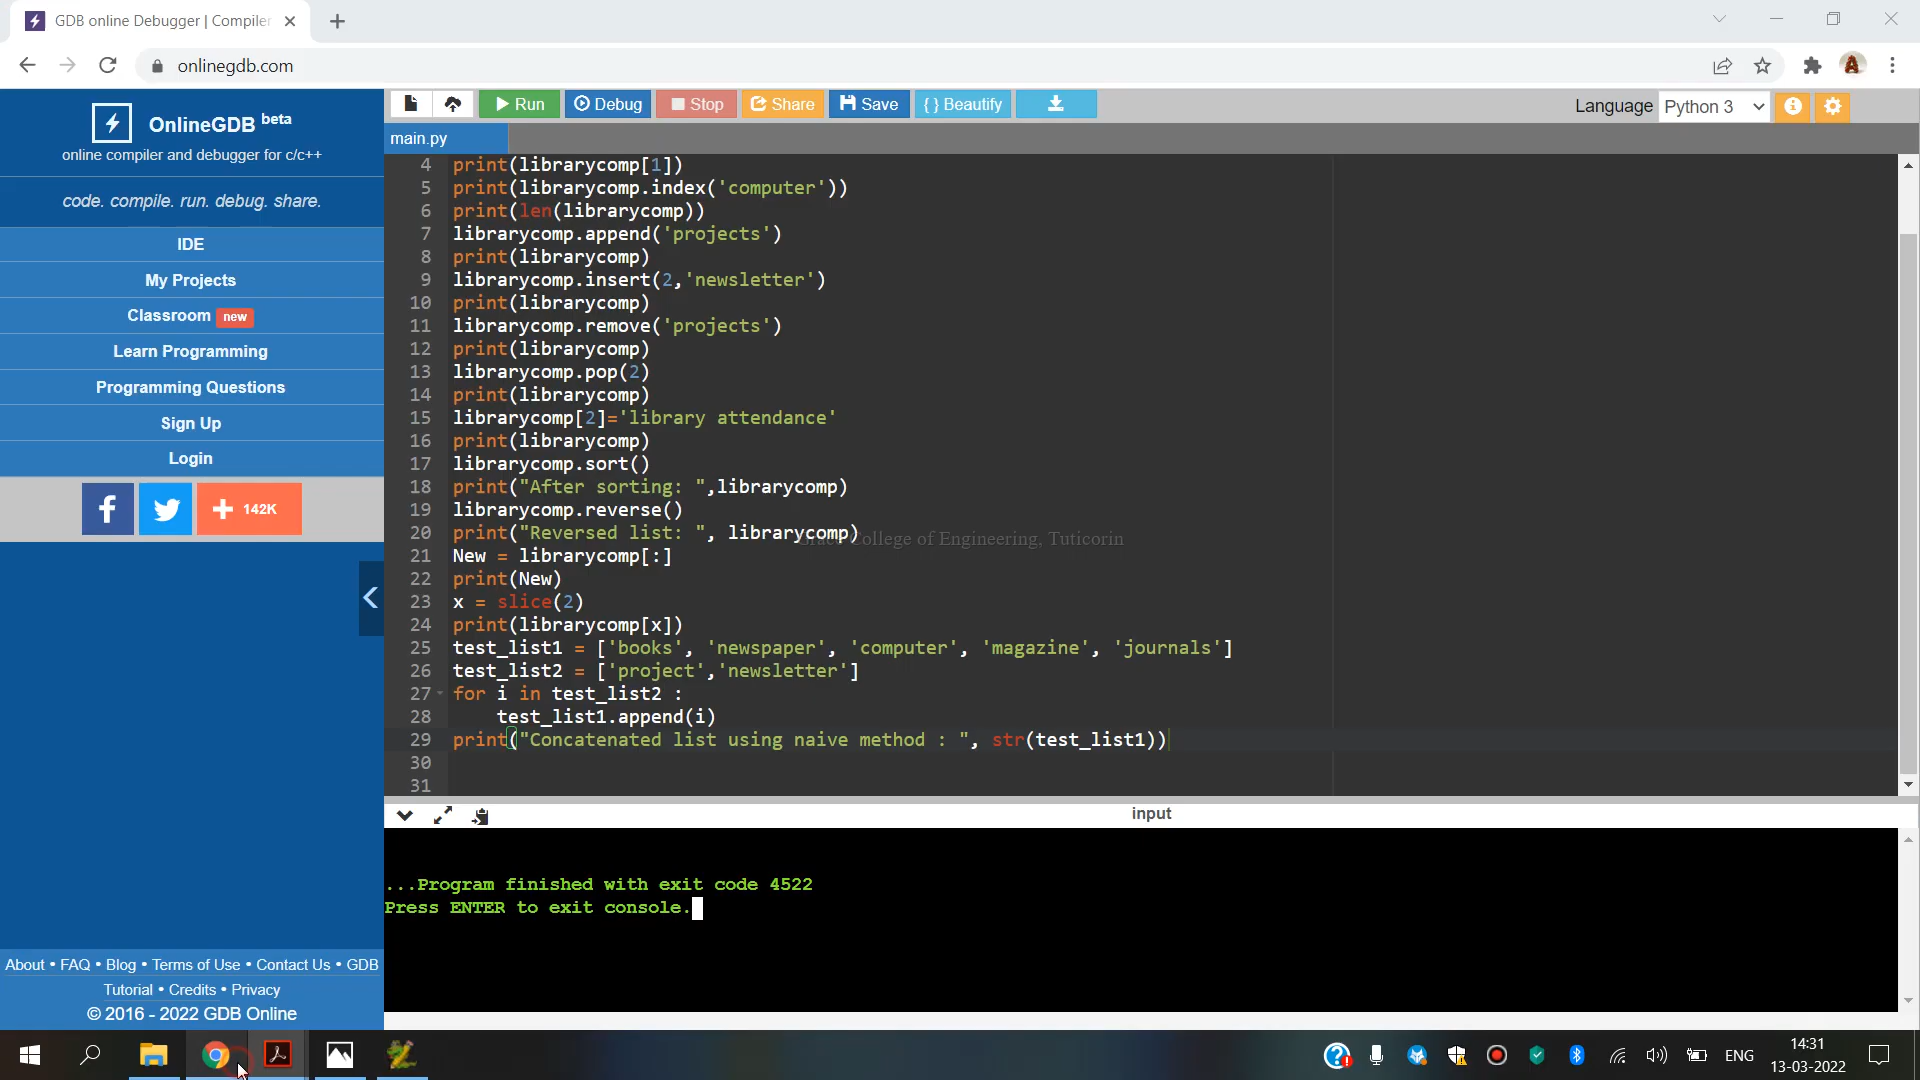 GDB online Debugger | Compiler
onlinegdb.com
OnlineGDB beta
online compiler and debugger for c/c++
code. compile. run. debug. share.
IDE
My Projects
Classroom new
Learn Programming
Programming Questions
Sign Up
Login
142K
About • FAQ • Blog • Terms of Use • Contact Us • GDB
Tutorial • Credits • Privacy
© 2016 - 2022 GDB Online
Run Debug Stop Share Save { } Beautify
Language Python 3
main.py
4 print(librarycomp[1])
5 print(librarycomp.index('computer'))
6 print(len(librarycomp))
7 librarycomp.append('projects')
8 print(librarycomp)
9 librarycomp.insert(2,'newsletter')
10 print(librarycomp)
11 librarycomp.remove('projects')
12 print(librarycomp)
13 librarycomp.pop(2)
14 print(librarycomp)
15 librarycomp[2]='library attendance'
16 print(librarycomp)
17 librarycomp.sort()
18 print("After sorting: ",librarycomp)
19 librarycomp.reverse()
20 print("Reversed list: ", librarycomp)
College of Engineering, Tuticorin
21 New = librarycomp[:]
22 print(New)
23 x = slice(2)
24 print(librarycomp[x])
25 test_list1 = ['books', 'newspaper', 'computer', 'magazine', 'journals']
26 test_list2 = ['project','newsletter']
27 for i in test_list2 :
28     test_list1.append(i)
29 print("Concatenated list using naive method : ", str(test_list1))
30
31
input
...Program finished with exit code 4522
Press ENTER to exit console.
ENG
14:31
13-03-2022